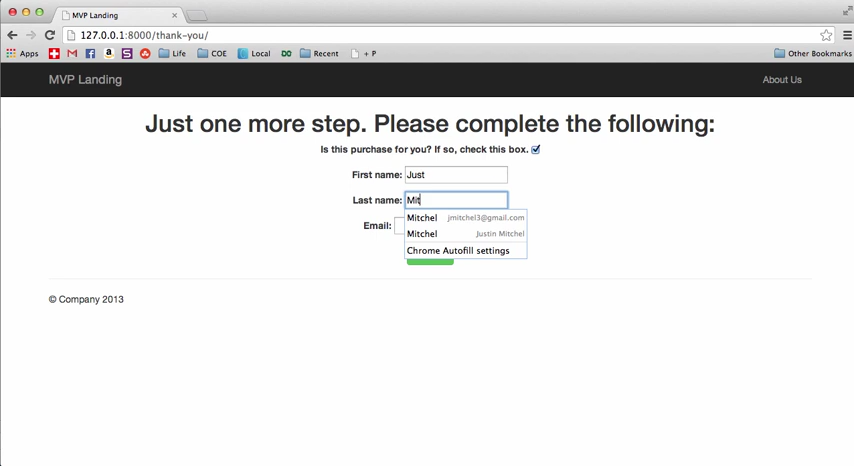 MVP Landing
127.0.0.1:8000/thank-you/
Apps Life COE Local Recent + P Other Bookmarks
MVP Landing About Us
Just one more step. Please complete the following:
Is this purchase for you? If so, check this box.
First name: Just
Last name: Mit
Mitchel jmitchel3@gmail.com
Email:
Mitchel Justin Mitchel
Chrome Autofill settings
© Company 2013